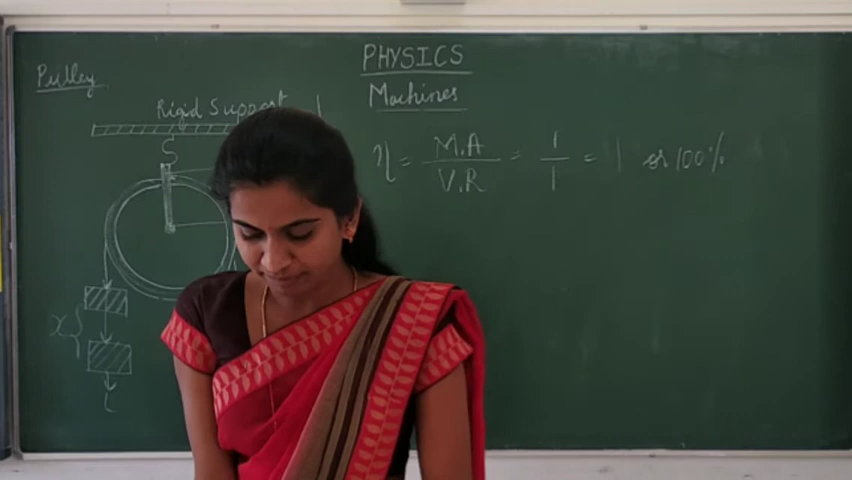 PHYSICS
Machines
Pulley
Rigid Support
η = M.A / V.R = 1 / 1 = 1 or 100%
x
L